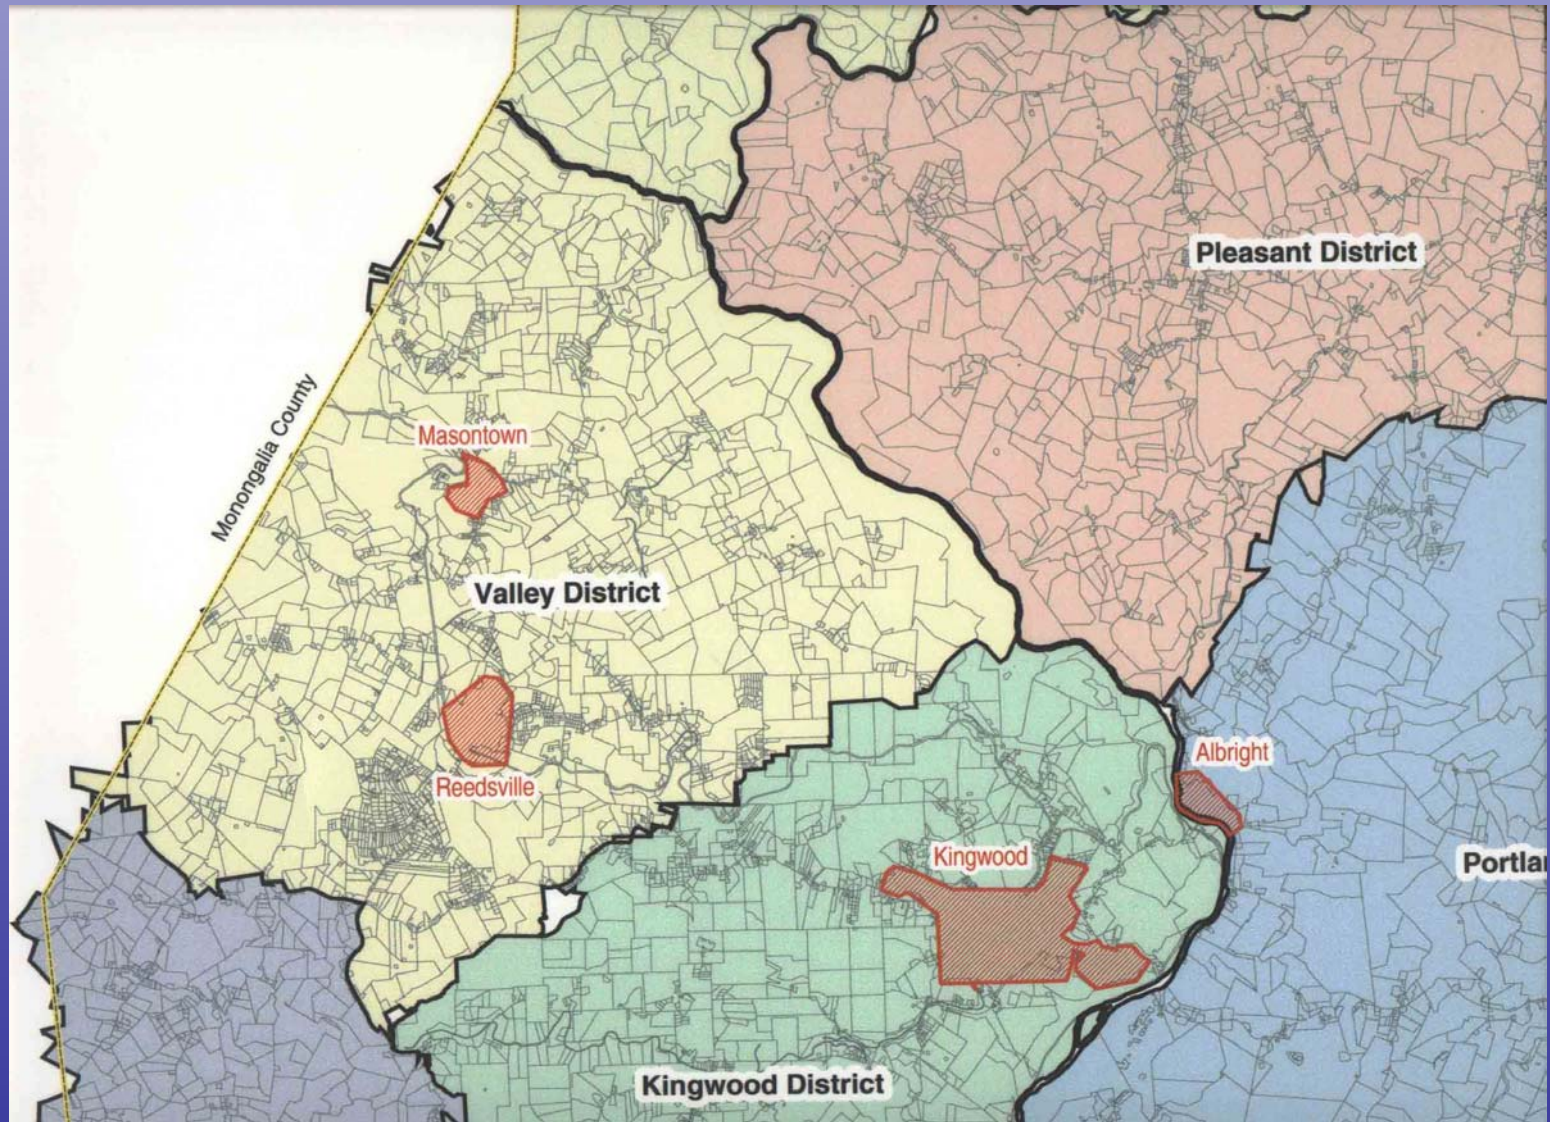 Pleasant District
Monongalia County
Masontown
Valley District
Reedsville
Albright
Kingwood
Portlan
Kingwood District